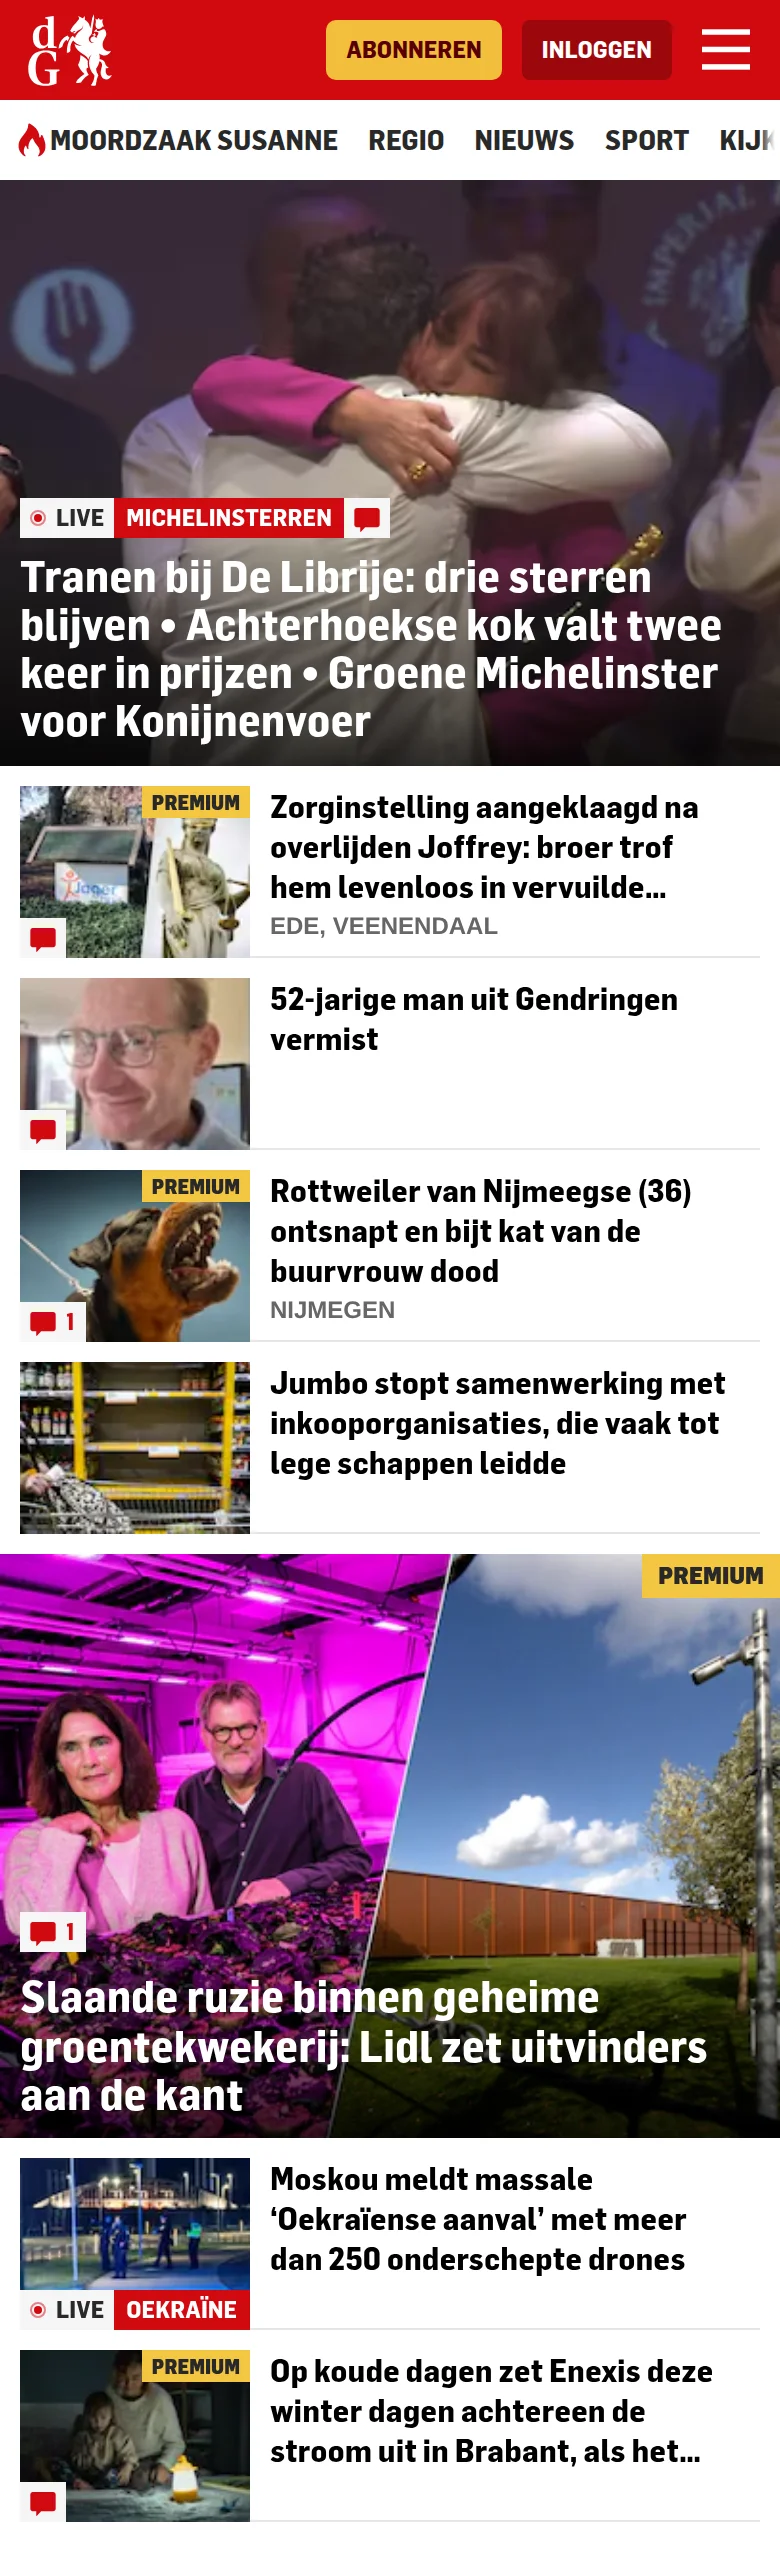 d
G
ABONNEREN
INLOGGEN
MOORDZAAK SUSANNE
REGIO
NIEUWS
SPORT
KIJK
IMPERIAL
LIVE
MICHELINSTERREN
Tranen bij De Librije: drie sterren
blijven • Achterhoekse kok valt twee
keer in prijzen • Groene Michelinster
voor Konijnenvoer
PREMIUM
Jager
Zorginstelling aangeklaagd na
overlijden Joffrey: broer trof
hem levenloos in vervuilde...
EDE, VEENENDAAL
52-jarige man uit Gendringen
vermist
PREMIUM
1
Rottweiler van Nijmeegse (36)
ontsnapt en bijt kat van de
buurvrouw dood
NIJMEGEN
Jumbo stopt samenwerking met
inkooporganisaties, die vaak tot
lege schappen leidde
PREMIUM
1
Slaande ruzie binnen geheime
groentekwekerij: Lidl zet uitvinders
aan de kant
LIVE
OEKRAÏNE
Moskou meldt massale
‘Oekraïense aanval’ met meer
dan 250 onderschepte drones
PREMIUM
Op koude dagen zet Enexis deze
winter dagen achtereen de
stroom uit in Brabant, als het...